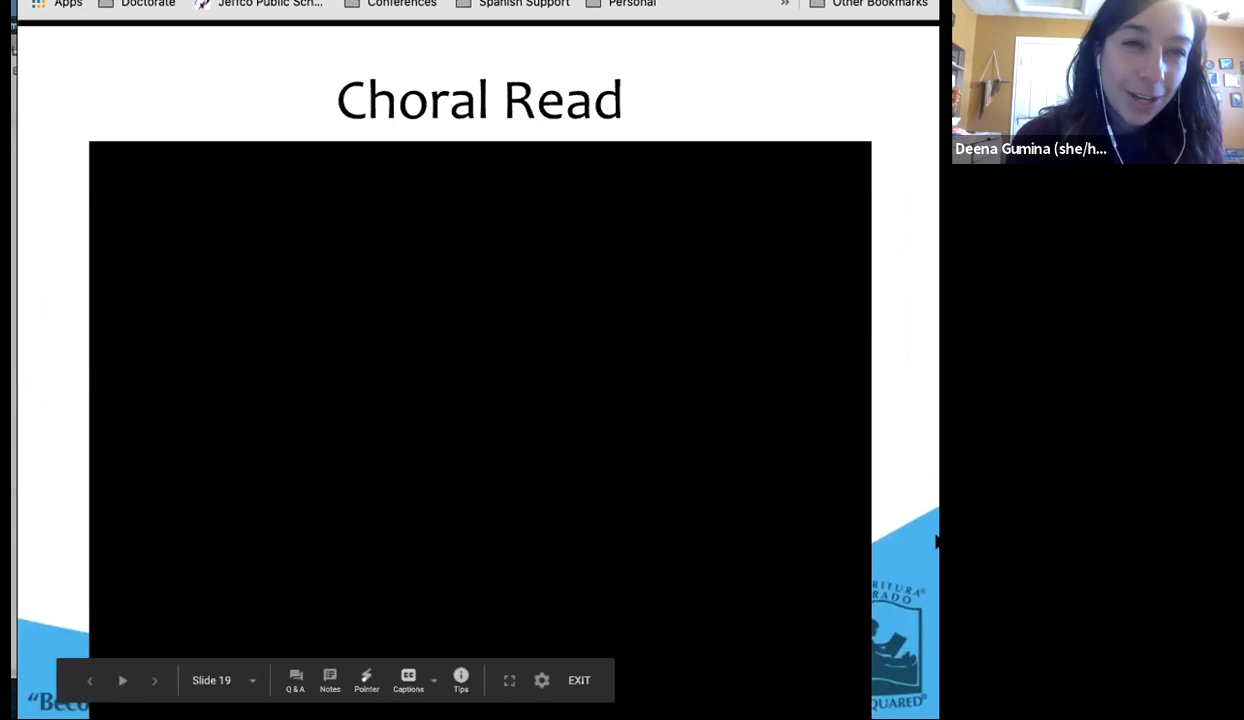 Apps Doctorate Jeffco Public Sch... Conferences Spanish Support Personal » Other Bookmarks
Choral Read
Deena Gumina (she/h...
RITURA®
RADO
Slide 19
Q & A Notes Pointer Captions Tips
EXIT
"Beco
QUARED®